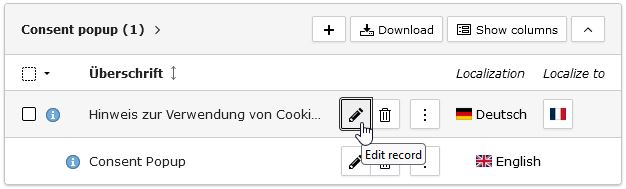 Consent popup (1) Download Show columns
Überschrift Localization Localize to
Hinweis zur Verwendung von Cooki... Deutsch
Edit record
Consent Popup English